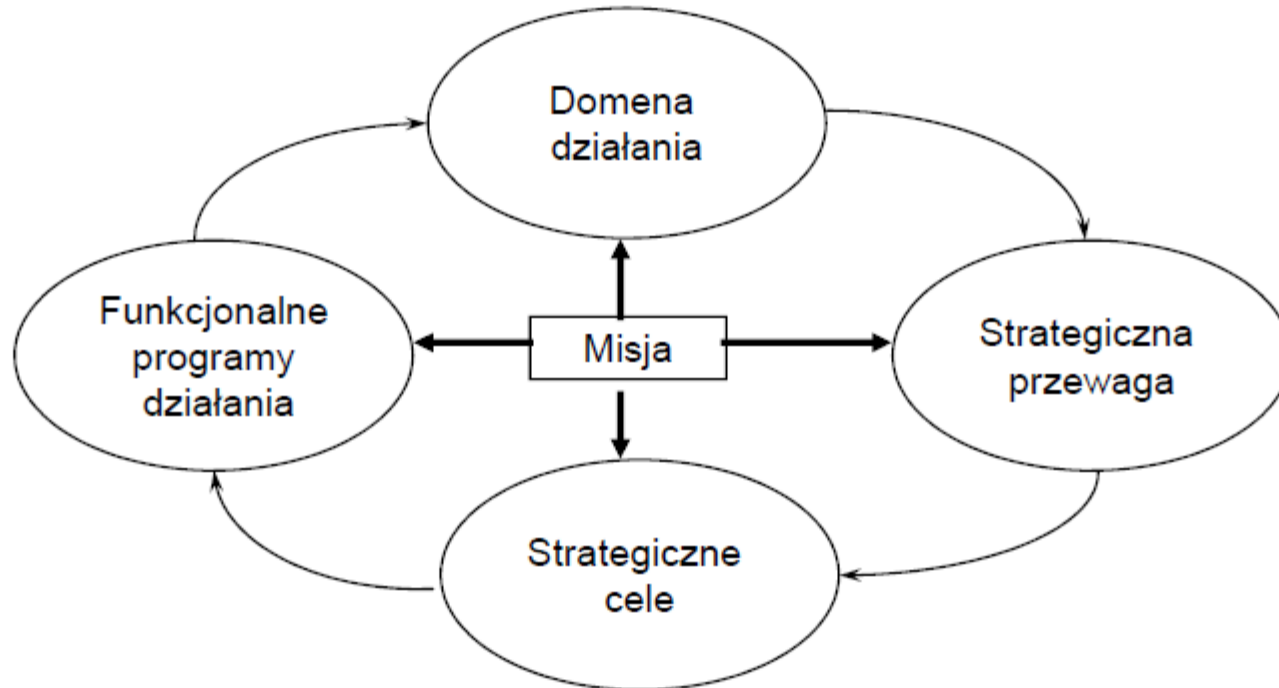 Domena
działania
Funkcjonalne
programy
działania
Misja
Strategiczna
przewaga
Strategiczne
cele